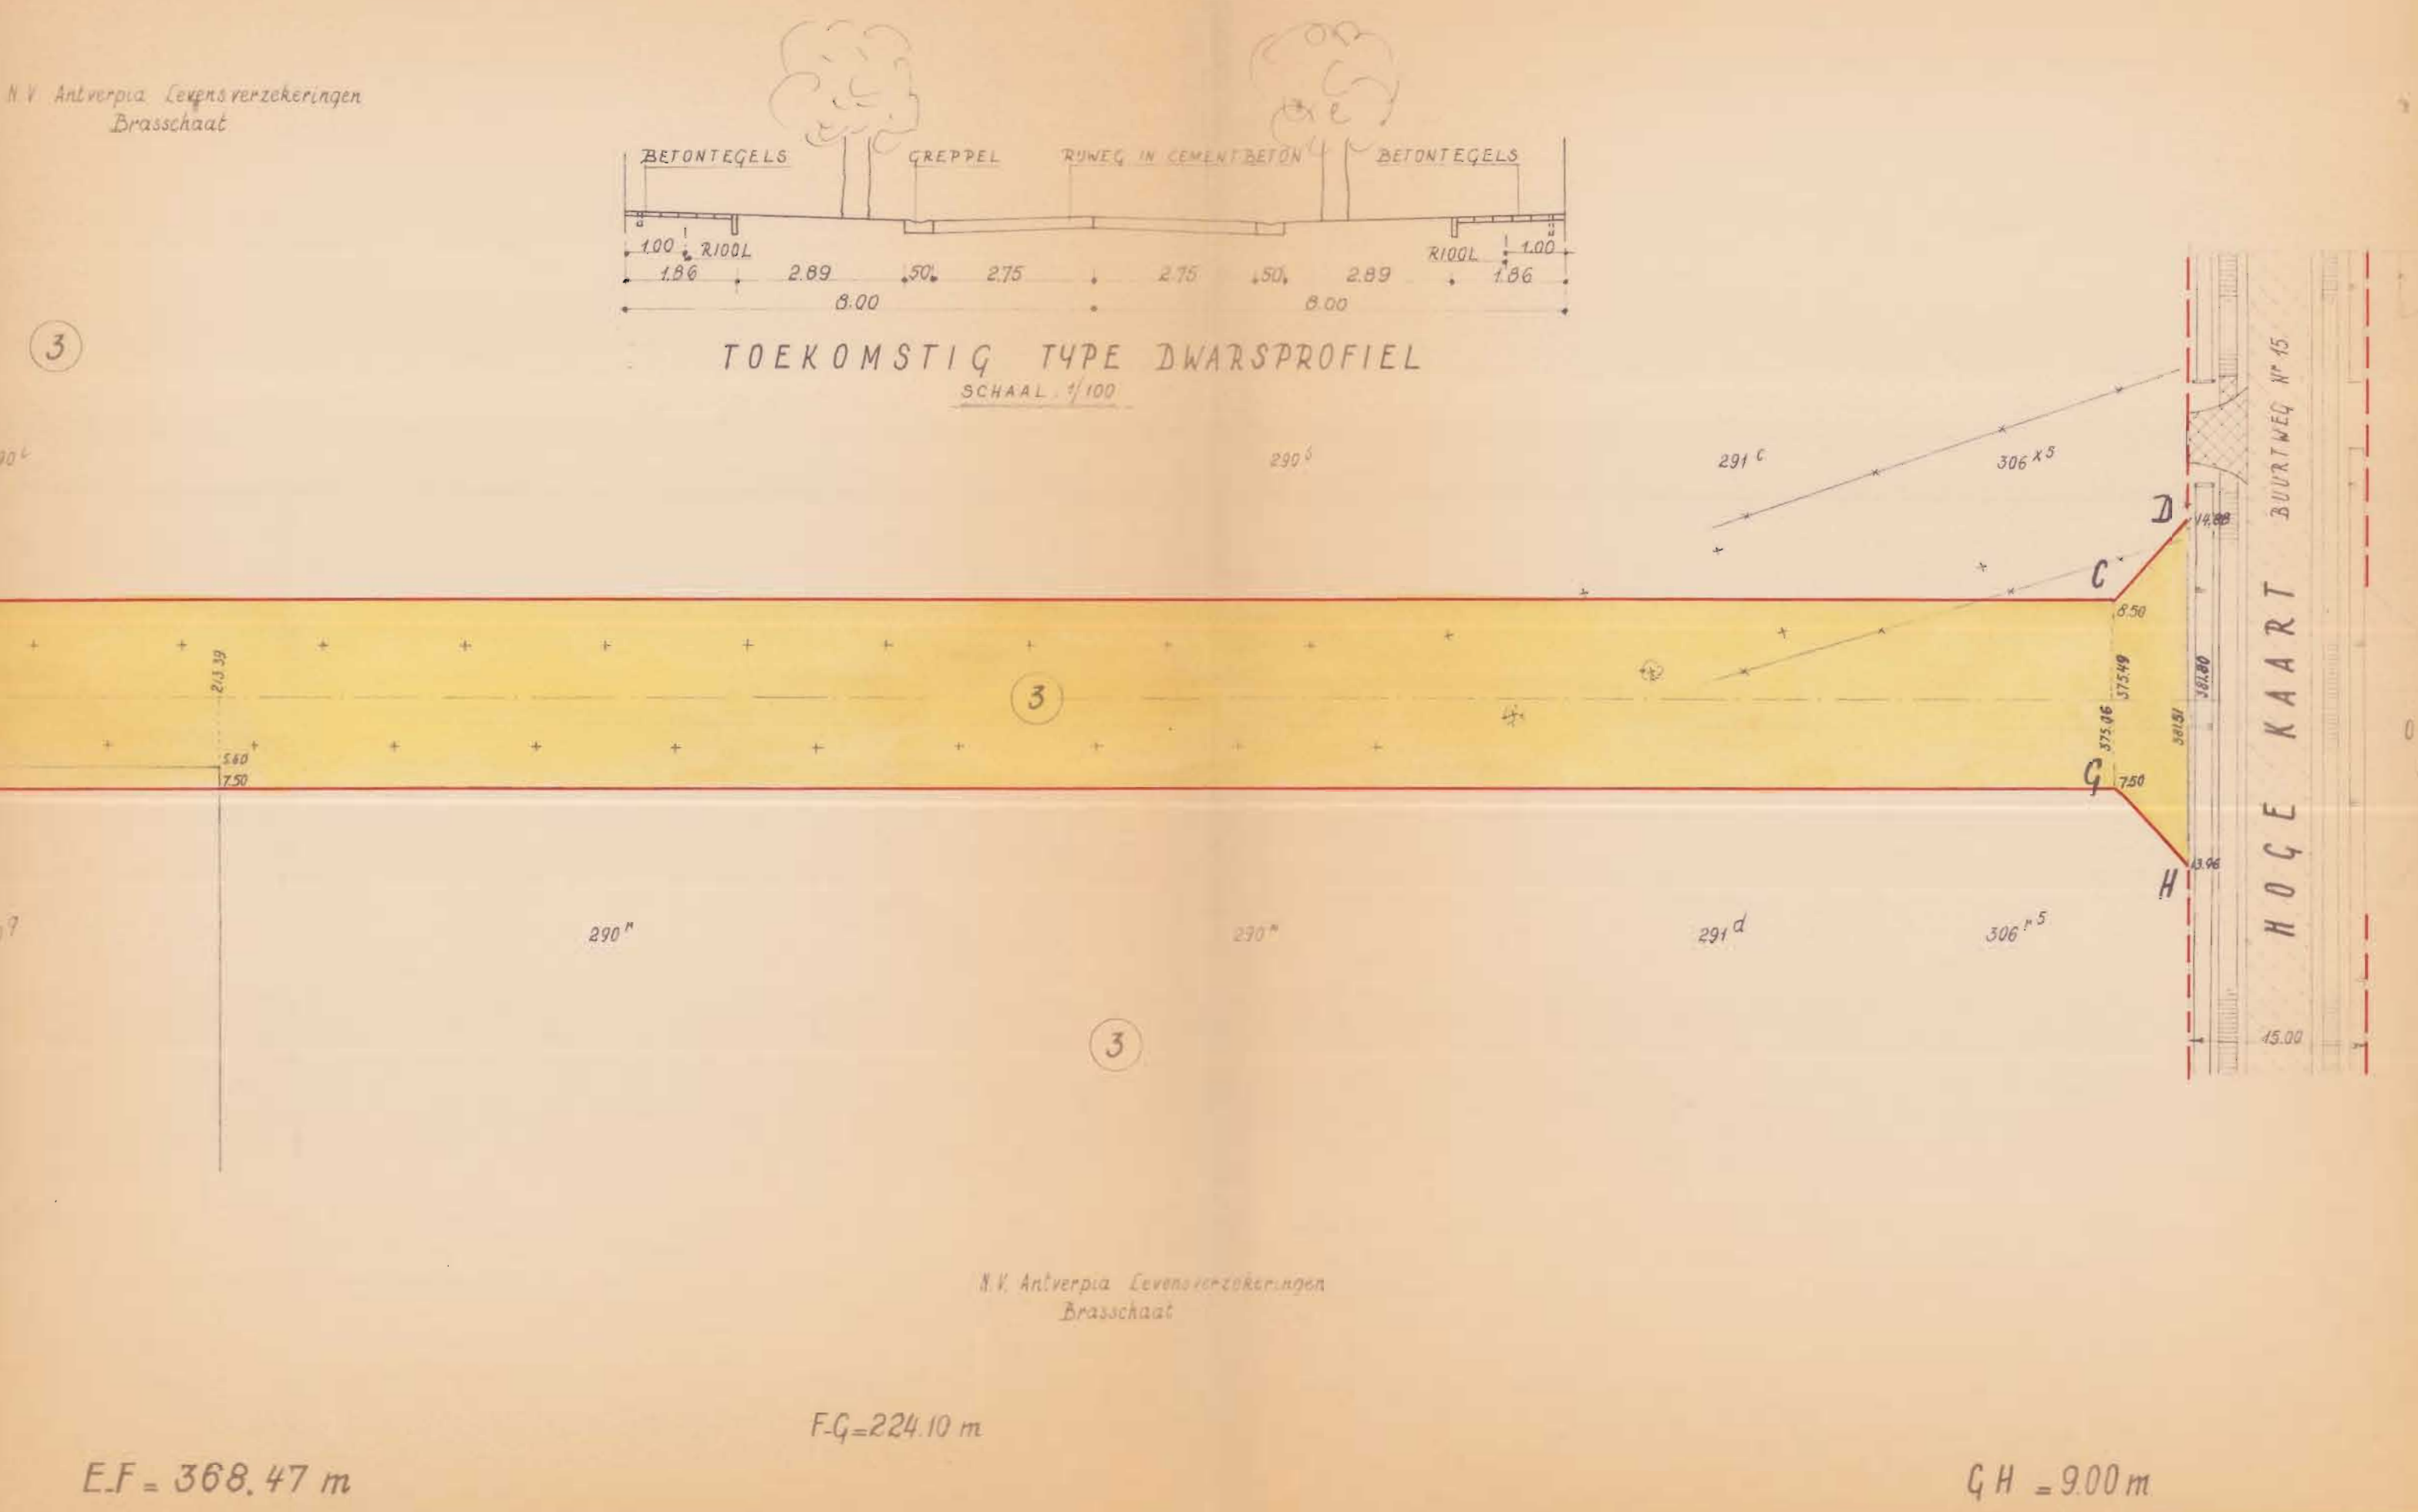 N.V Antverpia Levensverzekeringen
Brasschaat
BETONTEGELS GREPPEL RIJWEG IN CEMENTBETON BETONTEGELS
1.00 RIOOL RIOOL 1.00
1.86 2.89 .50 2.75 2.75 .50 2.89 1.86
8.00 8.00
TOEKOMSTIG TYPE DWARSPROFIEL
SCHAAL 1/100
3
291 c 306 x5
BUURTWEG Nr 15.
HOGE KAART
D 14.88
C
8.50
213.39
3
375.49
375.06
381.80
381.51
5.60
7.50
G 7.50
13.96
H
290 n 290 n 291 d 306 r5
15.00
3
N.V. Antverpia Levensverzekeringen
Brasschaat
F-G=224.10 m
E.F= 368.47 m
GH =9.00 m